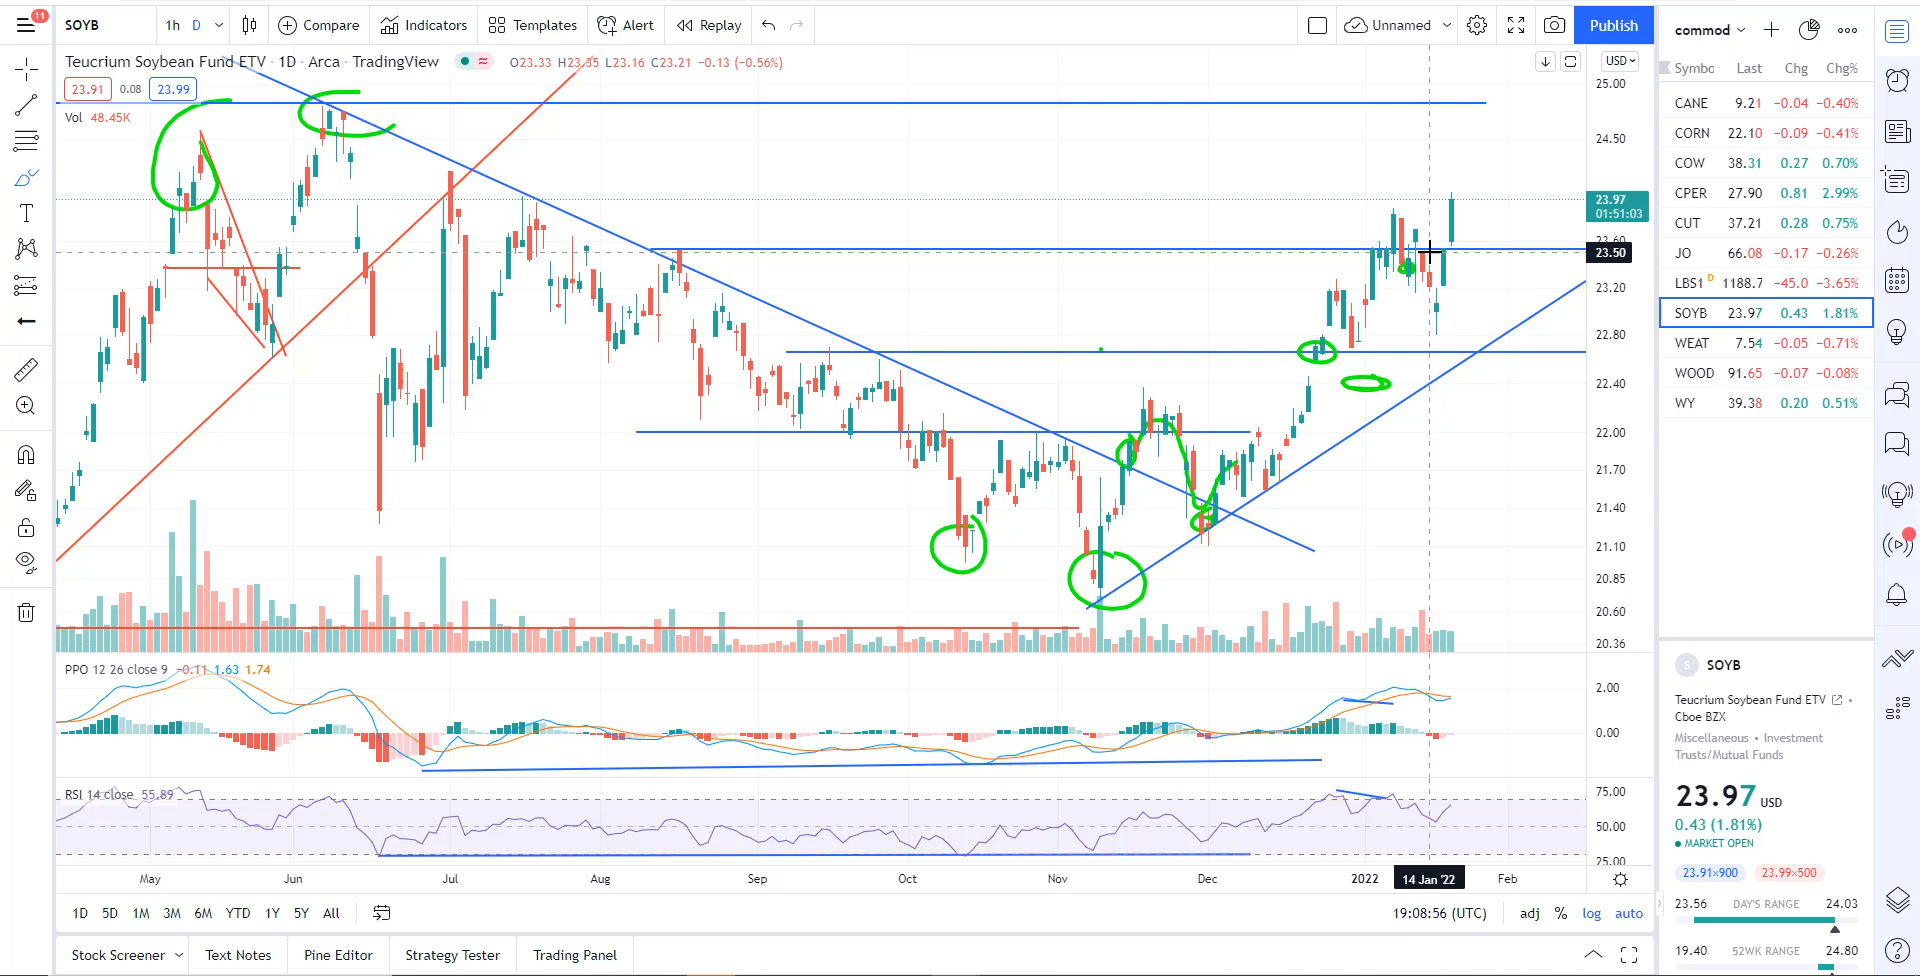 11
SOYB
1h D
Compare
Indicators
Templates
Alert
Replay
Unnamed
Publish
Teucrium Soybean Fund ETV · 1D · Arca · TradingView
O23.33 H23.35 L23.16 C23.21 −0.13 (−0.56%)
23.91 0.08 23.99
Vol 48.45K
USD
25.00
24.50
23.97
01:51:03
23.60
23.50
23.20
22.80
22.40
22.00
21.70
21.40
21.10
20.85
20.60
20.36
PPO 12 26 close 9 −0.11 1.63 1.74
2.00
0.00
RSI 14 close 55.89
75.00
50.00
25.00
May Jun Jul Aug Sep Oct Nov Dec 2022 14 Jan '22 Feb
1D 5D 1M 3M 6M YTD 1Y 5Y All
19:08:56 (UTC) adj % log auto
Stock Screener Text Notes Pine Editor Strategy Tester Trading Panel
commod
Symbo Last Chg Chg%
CANE 9.21 −0.04 −0.40%
CORN 22.10 −0.09 −0.41%
COW 38.31 0.27 0.70%
CPER 27.90 0.81 2.99%
CUT 37.21 0.28 0.75%
JO 66.08 −0.17 −0.26%
LBS1 D 1188.7 −45.0 −3.65%
SOYB 23.97 0.43 1.81%
WEAT 7.54 −0.05 −0.71%
WOOD 91.65 −0.07 −0.08%
WY 39.38 0.20 0.51%
S SOYB
Teucrium Soybean Fund ETV ·
Cboe BZX
Miscellaneous • Investment
Trusts/Mutual Funds
23.97 USD
0.43 (1.81%)
MARKET OPEN
23.91×900 23.99×500
23.56 DAY'S RANGE 24.03
19.40 52WK RANGE 24.80